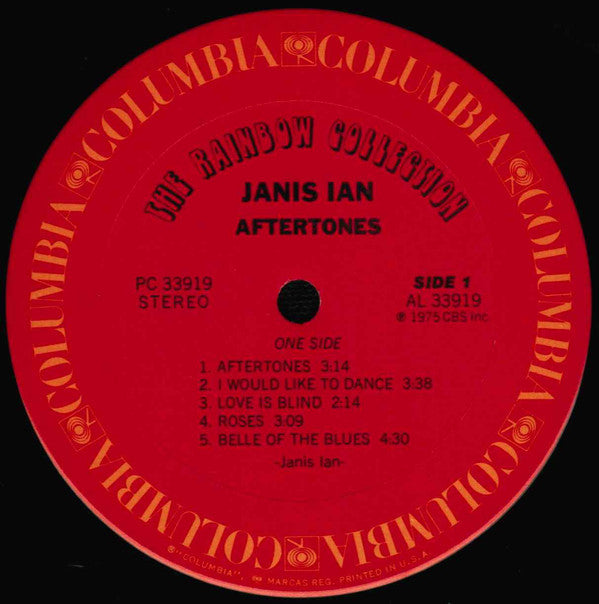 COLUMBIA COLUMBIA COLUMBIA COLUMBIA COLUMBIA COLUMBIA COLUMBIA COLUMBIA
THE RAINBOW COLLECTION
JANIS IAN
AFTERTONES
PC 33919 SIDE 1
STEREO AL 33919
℗ 1975 CBS Inc.
ONE SIDE
1. AFTERTONES 3:14
2. I WOULD LIKE TO DANCE 3:38
3. LOVE IS BLIND 2:14
4. ROSES 3:09
5. BELLE OF THE BLUES 4:30
-Janis Ian-
®"COLUMBIA", MARCAS REG. PRINTED IN U.S.A.